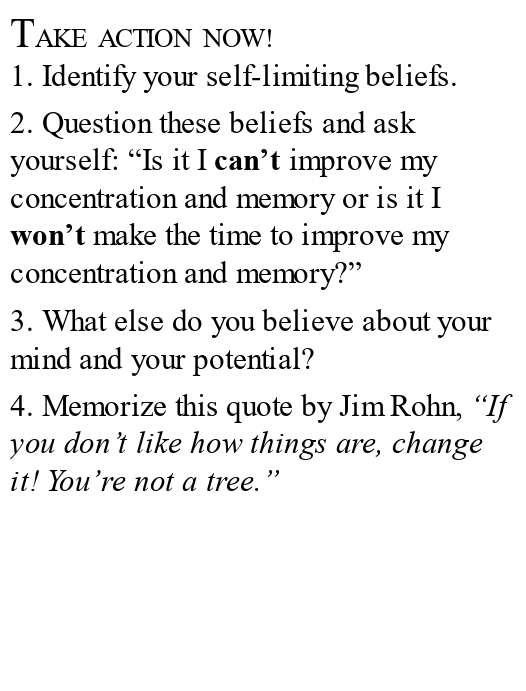 TAKE ACTION NOW!
1. Identify your self-limiting beliefs.
2. Question these beliefs and ask
yourself: “Is it I can’t improve my
concentration and memory or is it I
won’t make the time to improve my
concentration and memory?”
3. What else do you believe about your
mind and your potential?
4. Memorize this quote by Jim Rohn, “If
you don’t like how things are, change
it! You’re not a tree.”